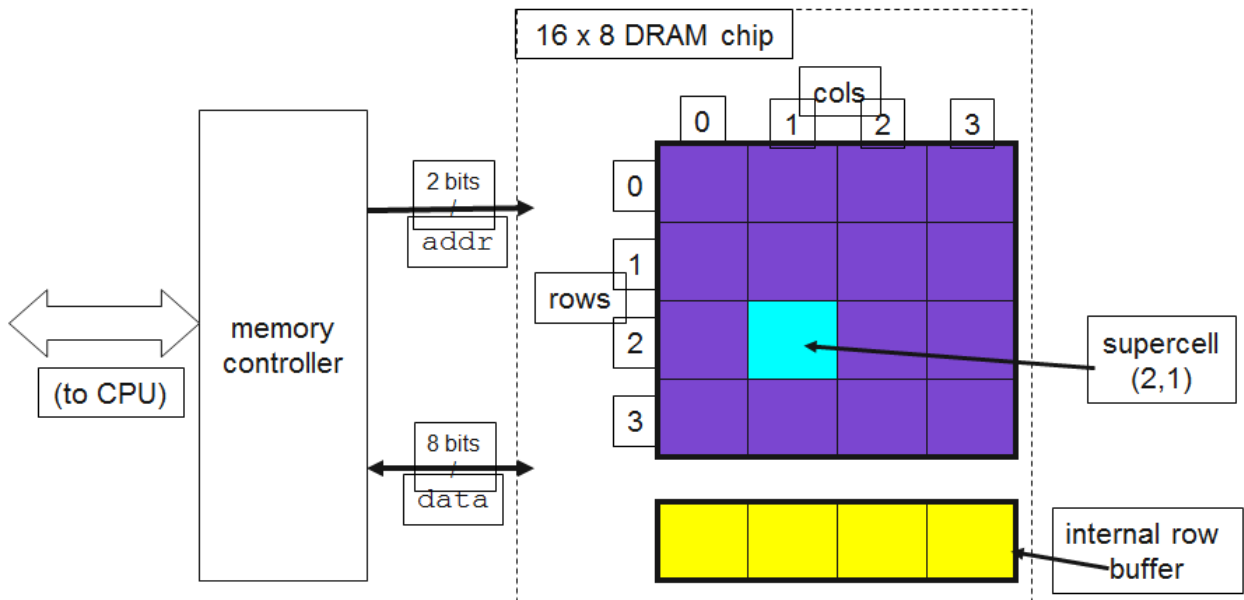 16 x 8 DRAM chip
cols
0 1 2 3
0
2 bits
/
addr
1
rows
memory
controller
2
supercell
(2,1)
(to CPU)
3
8 bits
/
data
internal row
buffer